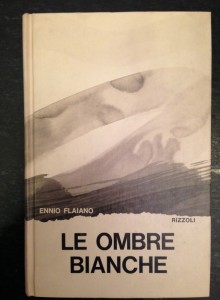 ENNIO FLAIANO
RIZZOLI
LE OMBRE
BIANCHE